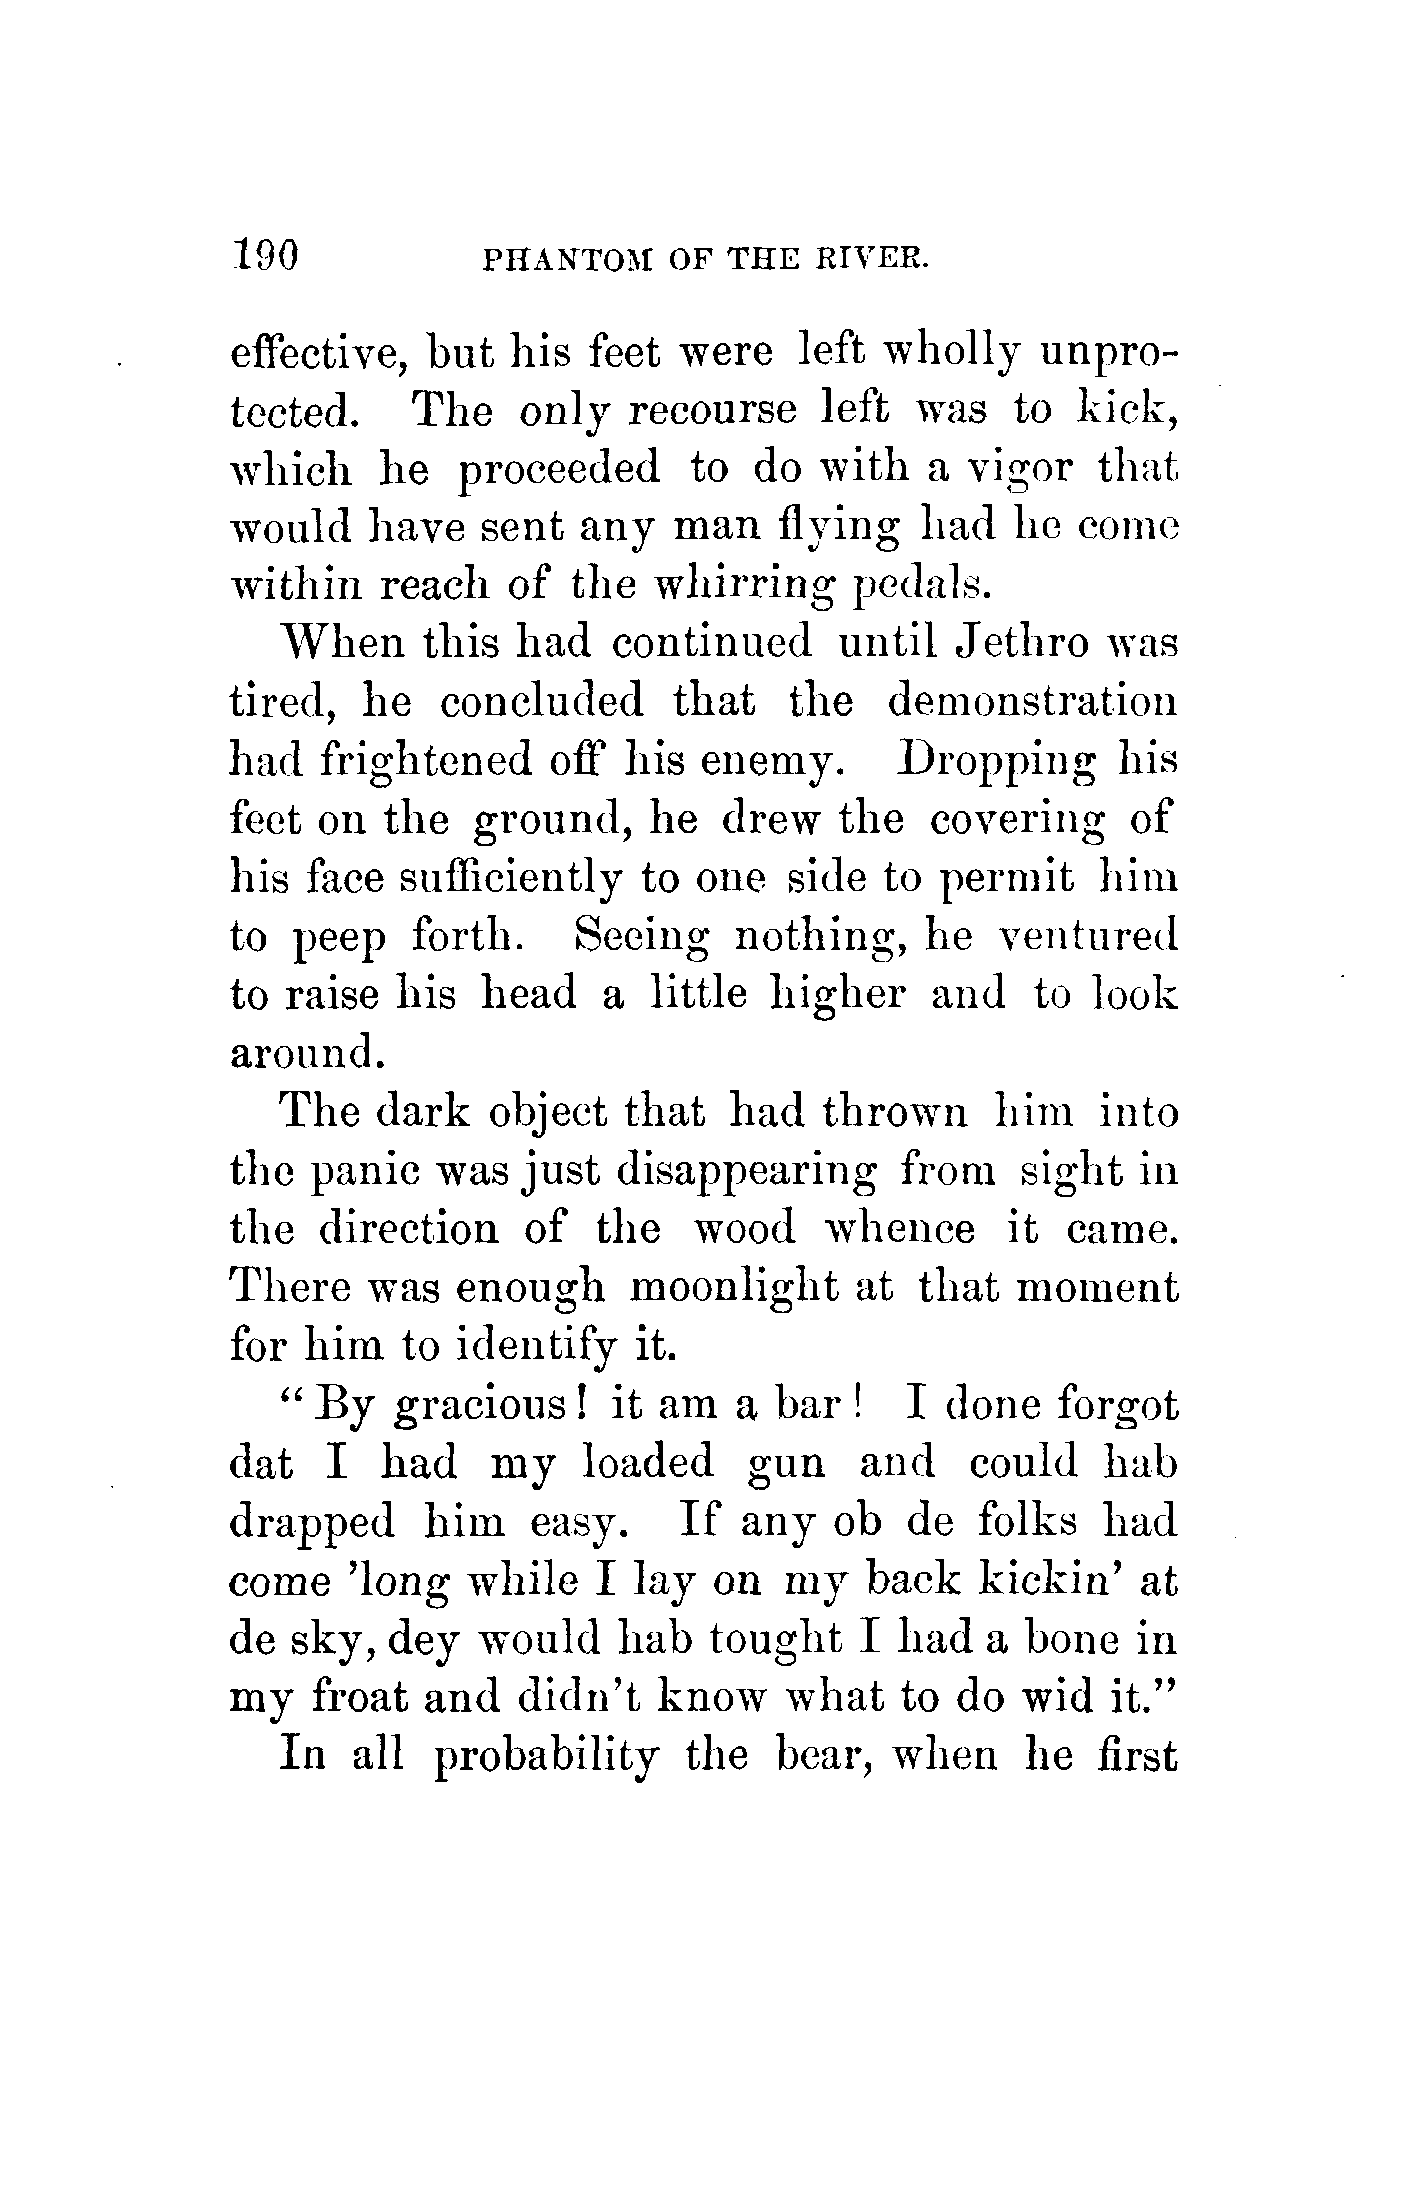 190 PHANTOM OF THE RIVER.
effective, but his feet were left wholly unpro-
tected. The only recourse left was to kick,
which he proceeded to do with a vigor that
would have sent any man flying had he come
within reach of the whirring pedals.
When this had continued until Jethro was
tired, he concluded that the demonstration
had frightened off his enemy. Dropping his
feet on the ground, he drew the covering of
his face sufficiently to one side to permit him
to peep forth. Seeing nothing, he ventured
to raise his head a little higher and to look
around.
The dark object that had thrown him into
the panic was just disappearing from sight in
the direction of the wood whence it came.
There was enough moonlight at that moment
for him to identify it.
“ By gracious ! it am a bar ! I done forgot
dat I had my loaded gun and could hab
drapped him easy. If any ob de folks had
come ’long while I lay on my back kickin’ at
de sky, dey would hab tought I had a bone in
my froat and didn’t know what to do wid it.”
In all probability the bear, when he first